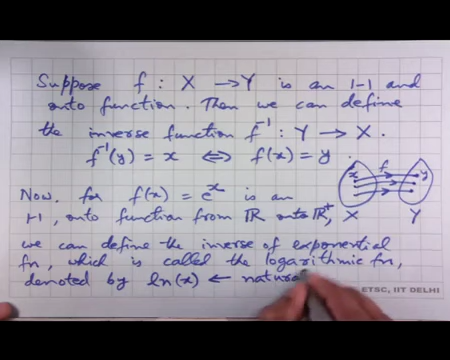 Suppose f : X → Y is an 1-1 and
onto function. Then we can define
the inverse function f⁻¹ : Y → X.
f⁻¹(y) = x ⇔ f(x) = y.
x f y
Now, for f(x) = eˣ is an
1-1, onto function from ℝ onto ℝ⁺, X Y
we can define the inverse of exponential
fn, which is called the logarithmic fn,
denoted by ln(x) ← natura
ETSC, IIT DELHI